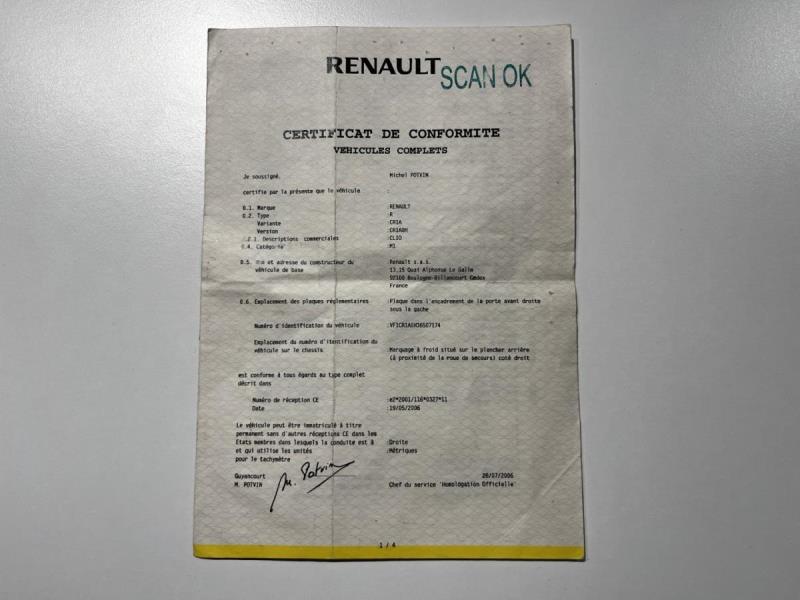 RENAULT
SCAN OK
CERTIFICAT DE CONFORMITE
VEHICULES COMPLETS
Je soussigné, Michel POTVIN
certifie par la présente que le véhicule :
0.1. Marque :RENAULT
0.2. Type :R
Variante :CR1A
Version :CR1A0H
0.2.1. Descriptions commerciales :CLIO
0.4. Catégorie :M1
0.5. Nom et adresse du constructeur du :Renault s.a.s.
véhicule de base 13,15 Quai Alphonse Le Gallo
92100 Boulogne-Billancourt Cedex
France
0.6. Emplacement des plaques réglementaires :Plaque dans l'encadrement de la porte avant droite
sous la gache
Numéro d'identification du véhicule
Emplacement du numéro d'identification du
véhicule sur le chassis :Marquage à froid situé sur le plancher arrière
(à proximité de la roue de secours) coté droit
est conforme à tous égards au type complet
décrit dans
Numéro de réception CE :e2*2001/116*0327*11
Date :19/05/2006
Le véhicule peut être immatriculé à titre
permanent sans d'autres réceptions CE dans les
Etats membres dans lesquels la conduite est à :Droite
et qui utilise les unités :Métriques
pour le tachymètre
Guyancourt 28/07/2006
M. POTVIN M. Potvin Chef du service 'Homologation Officielle'
1 / 4